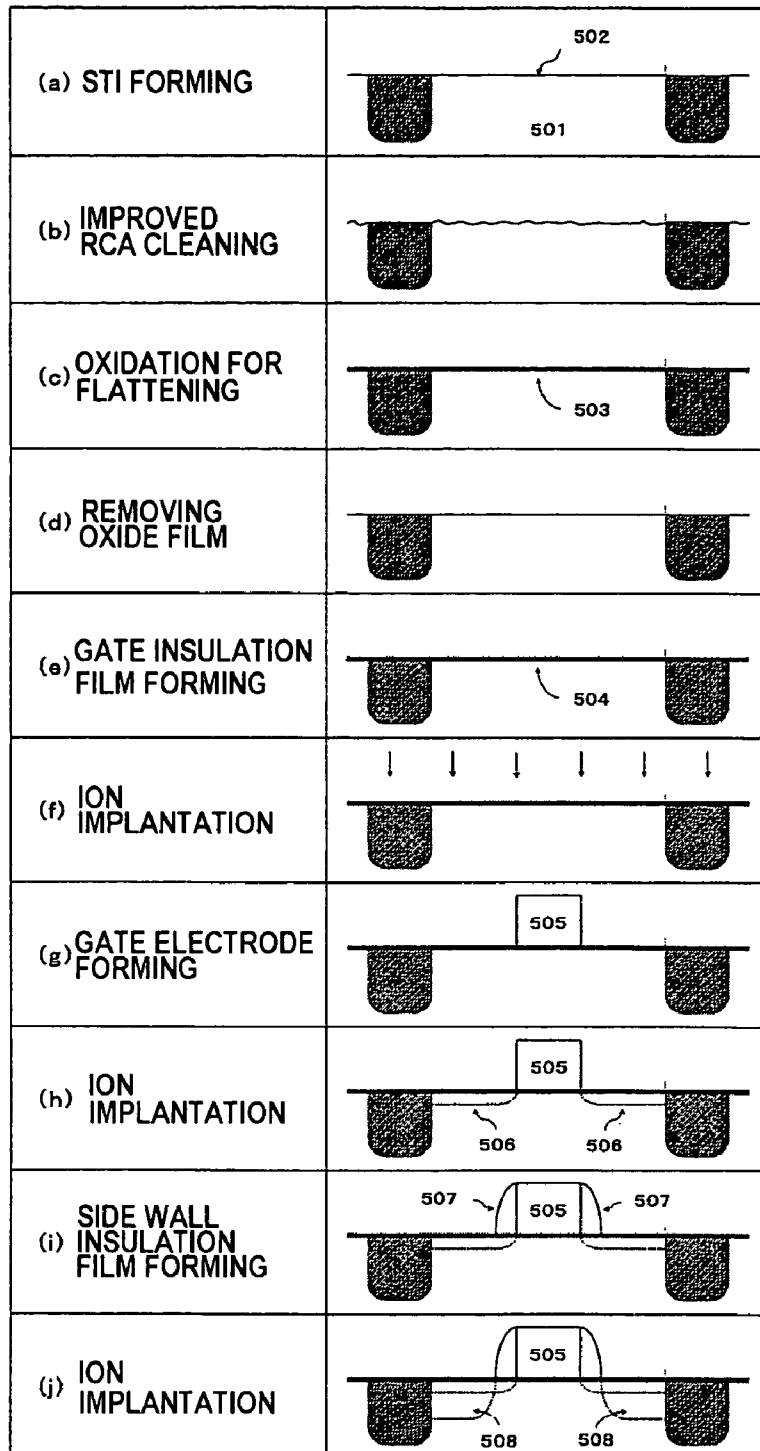 502
(a) STI FORMING
501
(b) IMPROVED
RCA CLEANING
(c) OXIDATION FOR
FLATTENING
503
(d) REMOVING
OXIDE FILM
(e) GATE INSULATION
FILM FORMING
504
(f) ION
IMPLANTATION
(g) GATE ELECTRODE
FORMING
505
(h) ION
IMPLANTATION
505
506 506
(i) SIDE WALL
INSULATION
FILM FORMING
507 505 507
(j) ION
IMPLANTATION
505
508 508